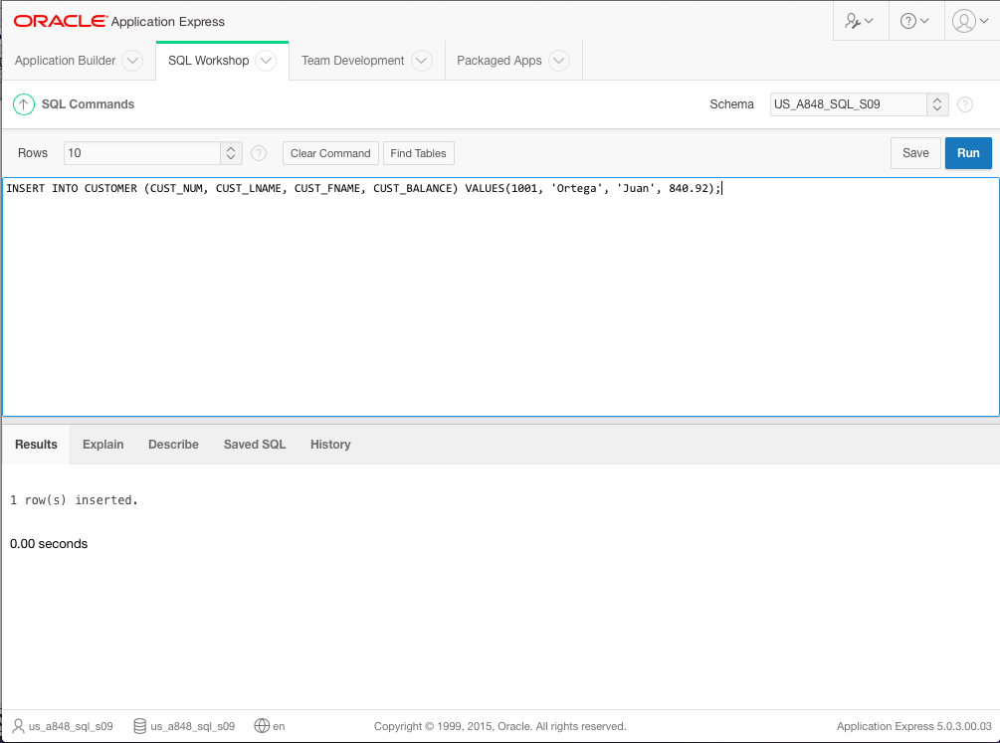 ORACLE Application Express
Application Builder SQL Workshop Team Development Packaged Apps
SQL Commands Schema US_A848_SQL_S09
Rows 10 Clear Command Find Tables Save Run
INSERT INTO CUSTOMER (CUST_NUM, CUST_LNAME, CUST_FNAME, CUST_BALANCE) VALUES(1001, 'Ortega', 'Juan', 840.92);
Results Explain Describe Saved SQL History
1 row(s) inserted.
0.00 seconds
us_a848_sql_s09 us_a848_sql_s09 en Copyright © 1999, 2015, Oracle. All rights reserved. Application Express 5.0.3.00.03